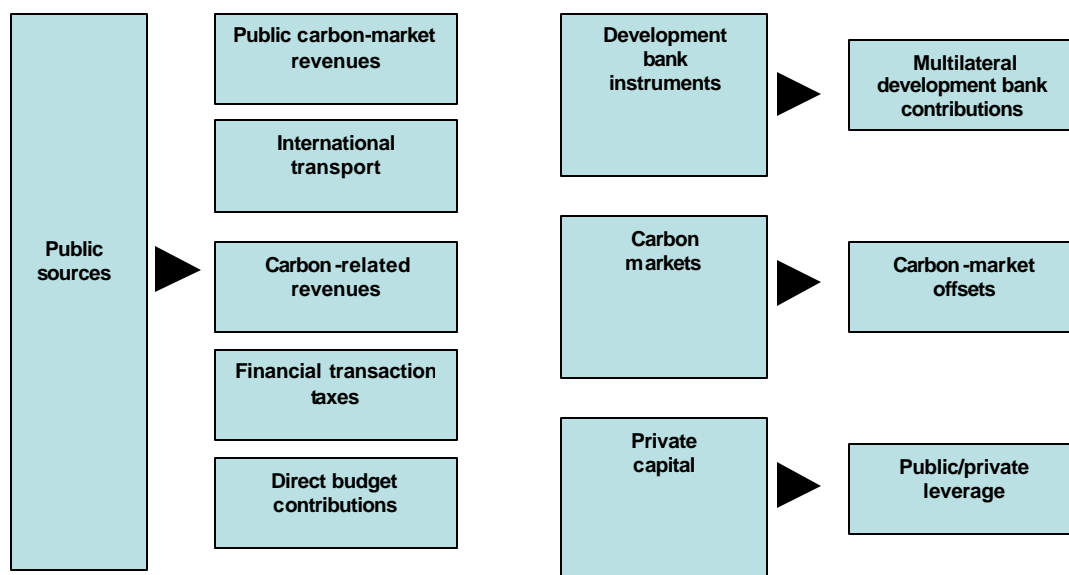 Public
sources
Public carbon-market
revenues
International
transport
Carbon-related
revenues
Financial transaction
taxes
Direct budget
contributions
Development
bank
instruments
Multilateral
development bank
contributions
Carbon
markets
Carbon-market
offsets
Private
capital
Public/private
leverage